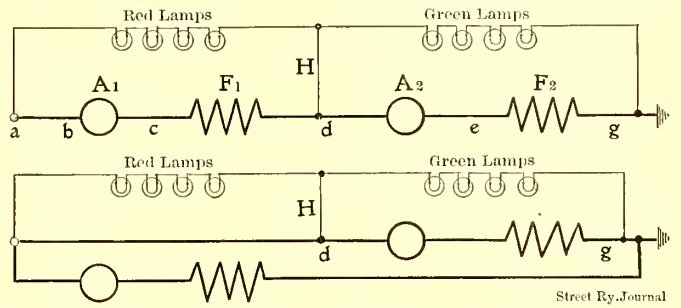 Red Lamps Green Lamps
H
A1 F1 A2 F2
a b c d e g
Red Lamps Green Lamps
H
d g
Street Ry. Journal